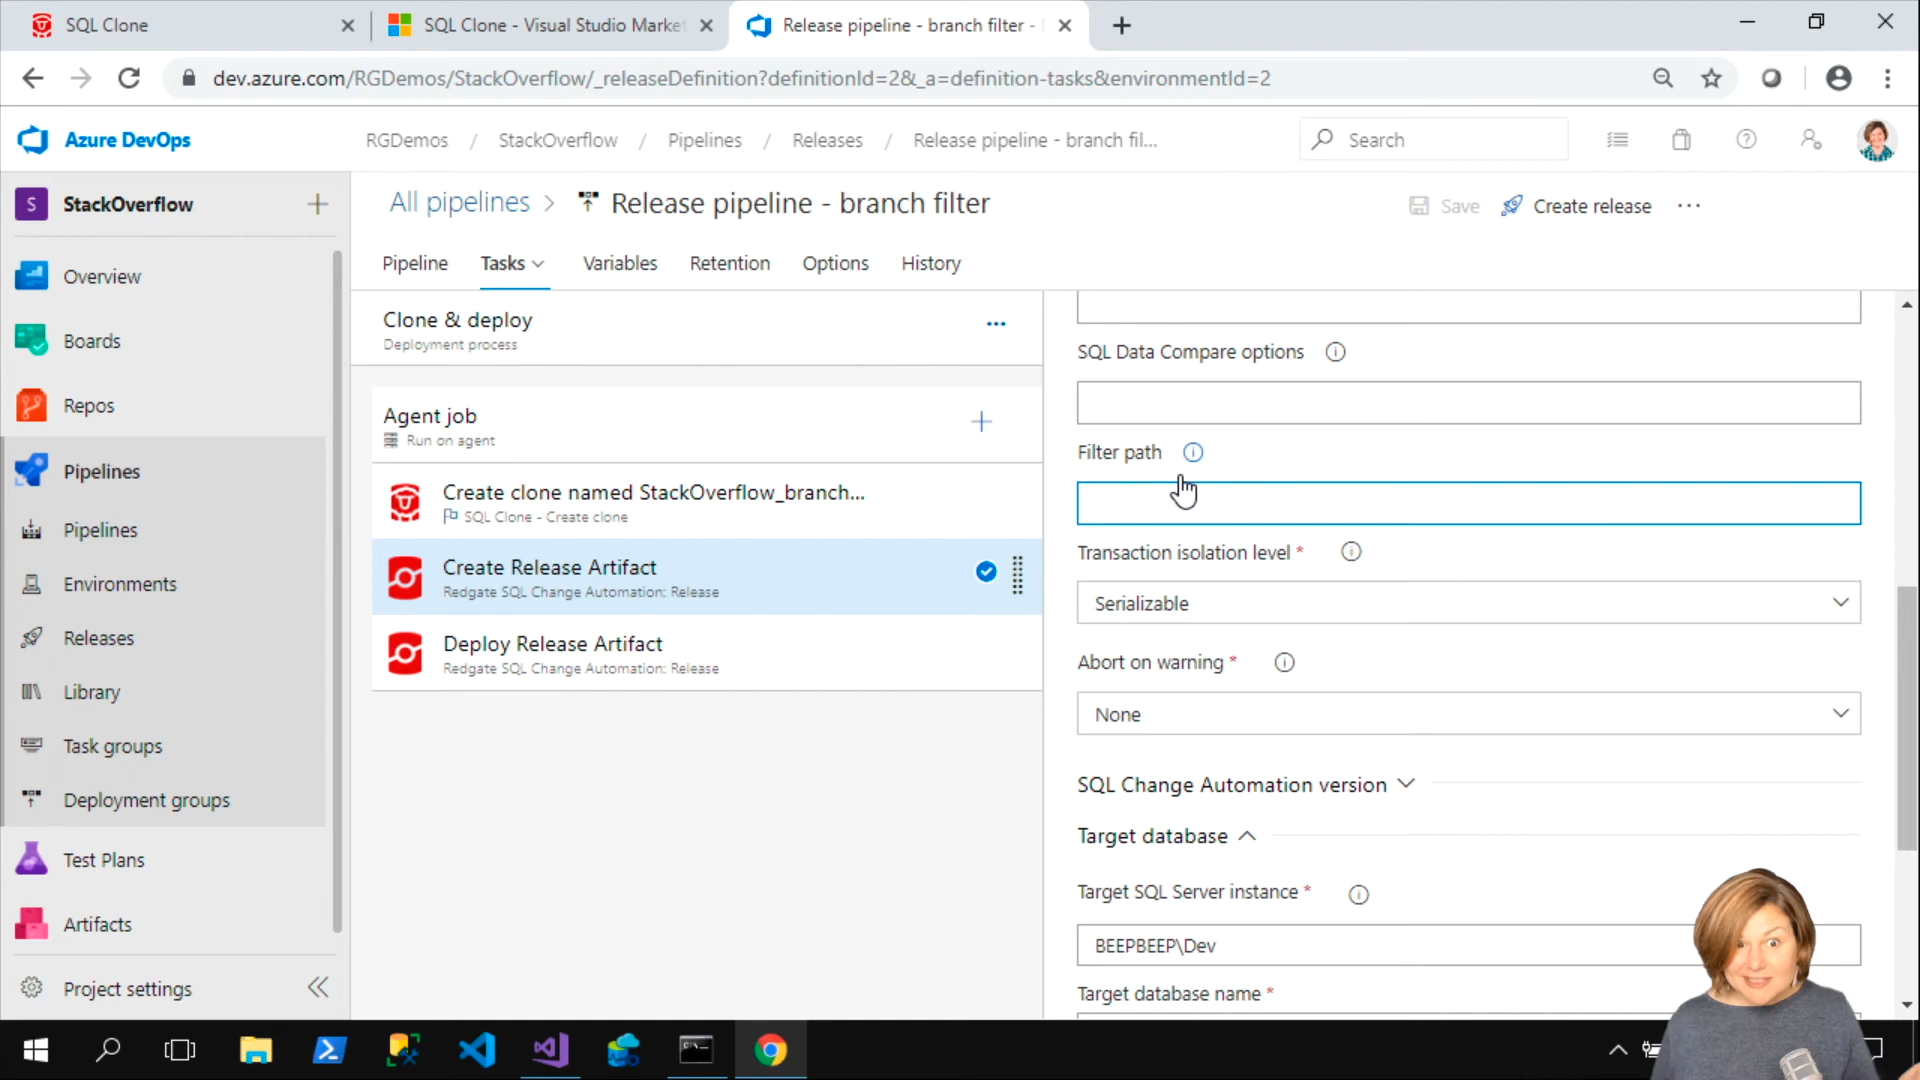 SQL Clone
SQL Clone - Visual Studio Market
Release pipeline - branch filter -
dev.azure.com/RGDemos/StackOverflow/_releaseDefinition?definitionId=2&_a=definition-tasks&environmentId=2
Azure DevOps
RGDemos / StackOverflow / Pipelines / Releases / Release pipeline - branch fil...
Search
S StackOverflow
All pipelines > Release pipeline - branch filter
Save
Create release
Pipeline Tasks Variables Retention Options History
Overview
Boards
Repos
Pipelines
Pipelines
Environments
Releases
Library
Task groups
Deployment groups
Test Plans
Artifacts
Project settings
Clone & deploy
Deployment process
Agent job
Run on agent
Create clone named StackOverflow_branch...
SQL Clone - Create clone
Create Release Artifact
Redgate SQL Change Automation: Release
Deploy Release Artifact
Redgate SQL Change Automation: Release
SQL Data Compare options
Filter path
Transaction isolation level *
Serializable
Abort on warning *
None
SQL Change Automation version
Target database
Target SQL Server instance *
BEEPBEEP\Dev
Target database name *